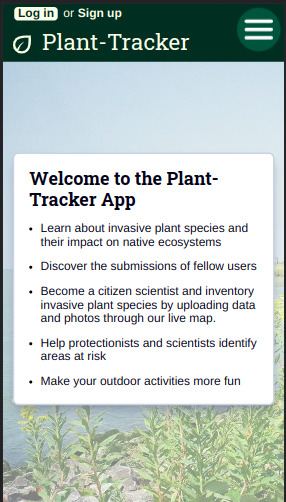 Log in or Sign up
Plant-Tracker
Welcome to the Plant-
Tracker App
• Learn about invasive plant species and
their impact on native ecosystems
• Discover the submissions of fellow users
• Become a citizen scientist and inventory
invasive plant species by uploading data
and photos through our live map.
• Help protectionists and scientists identify
areas at risk
• Make your outdoor activities more fun